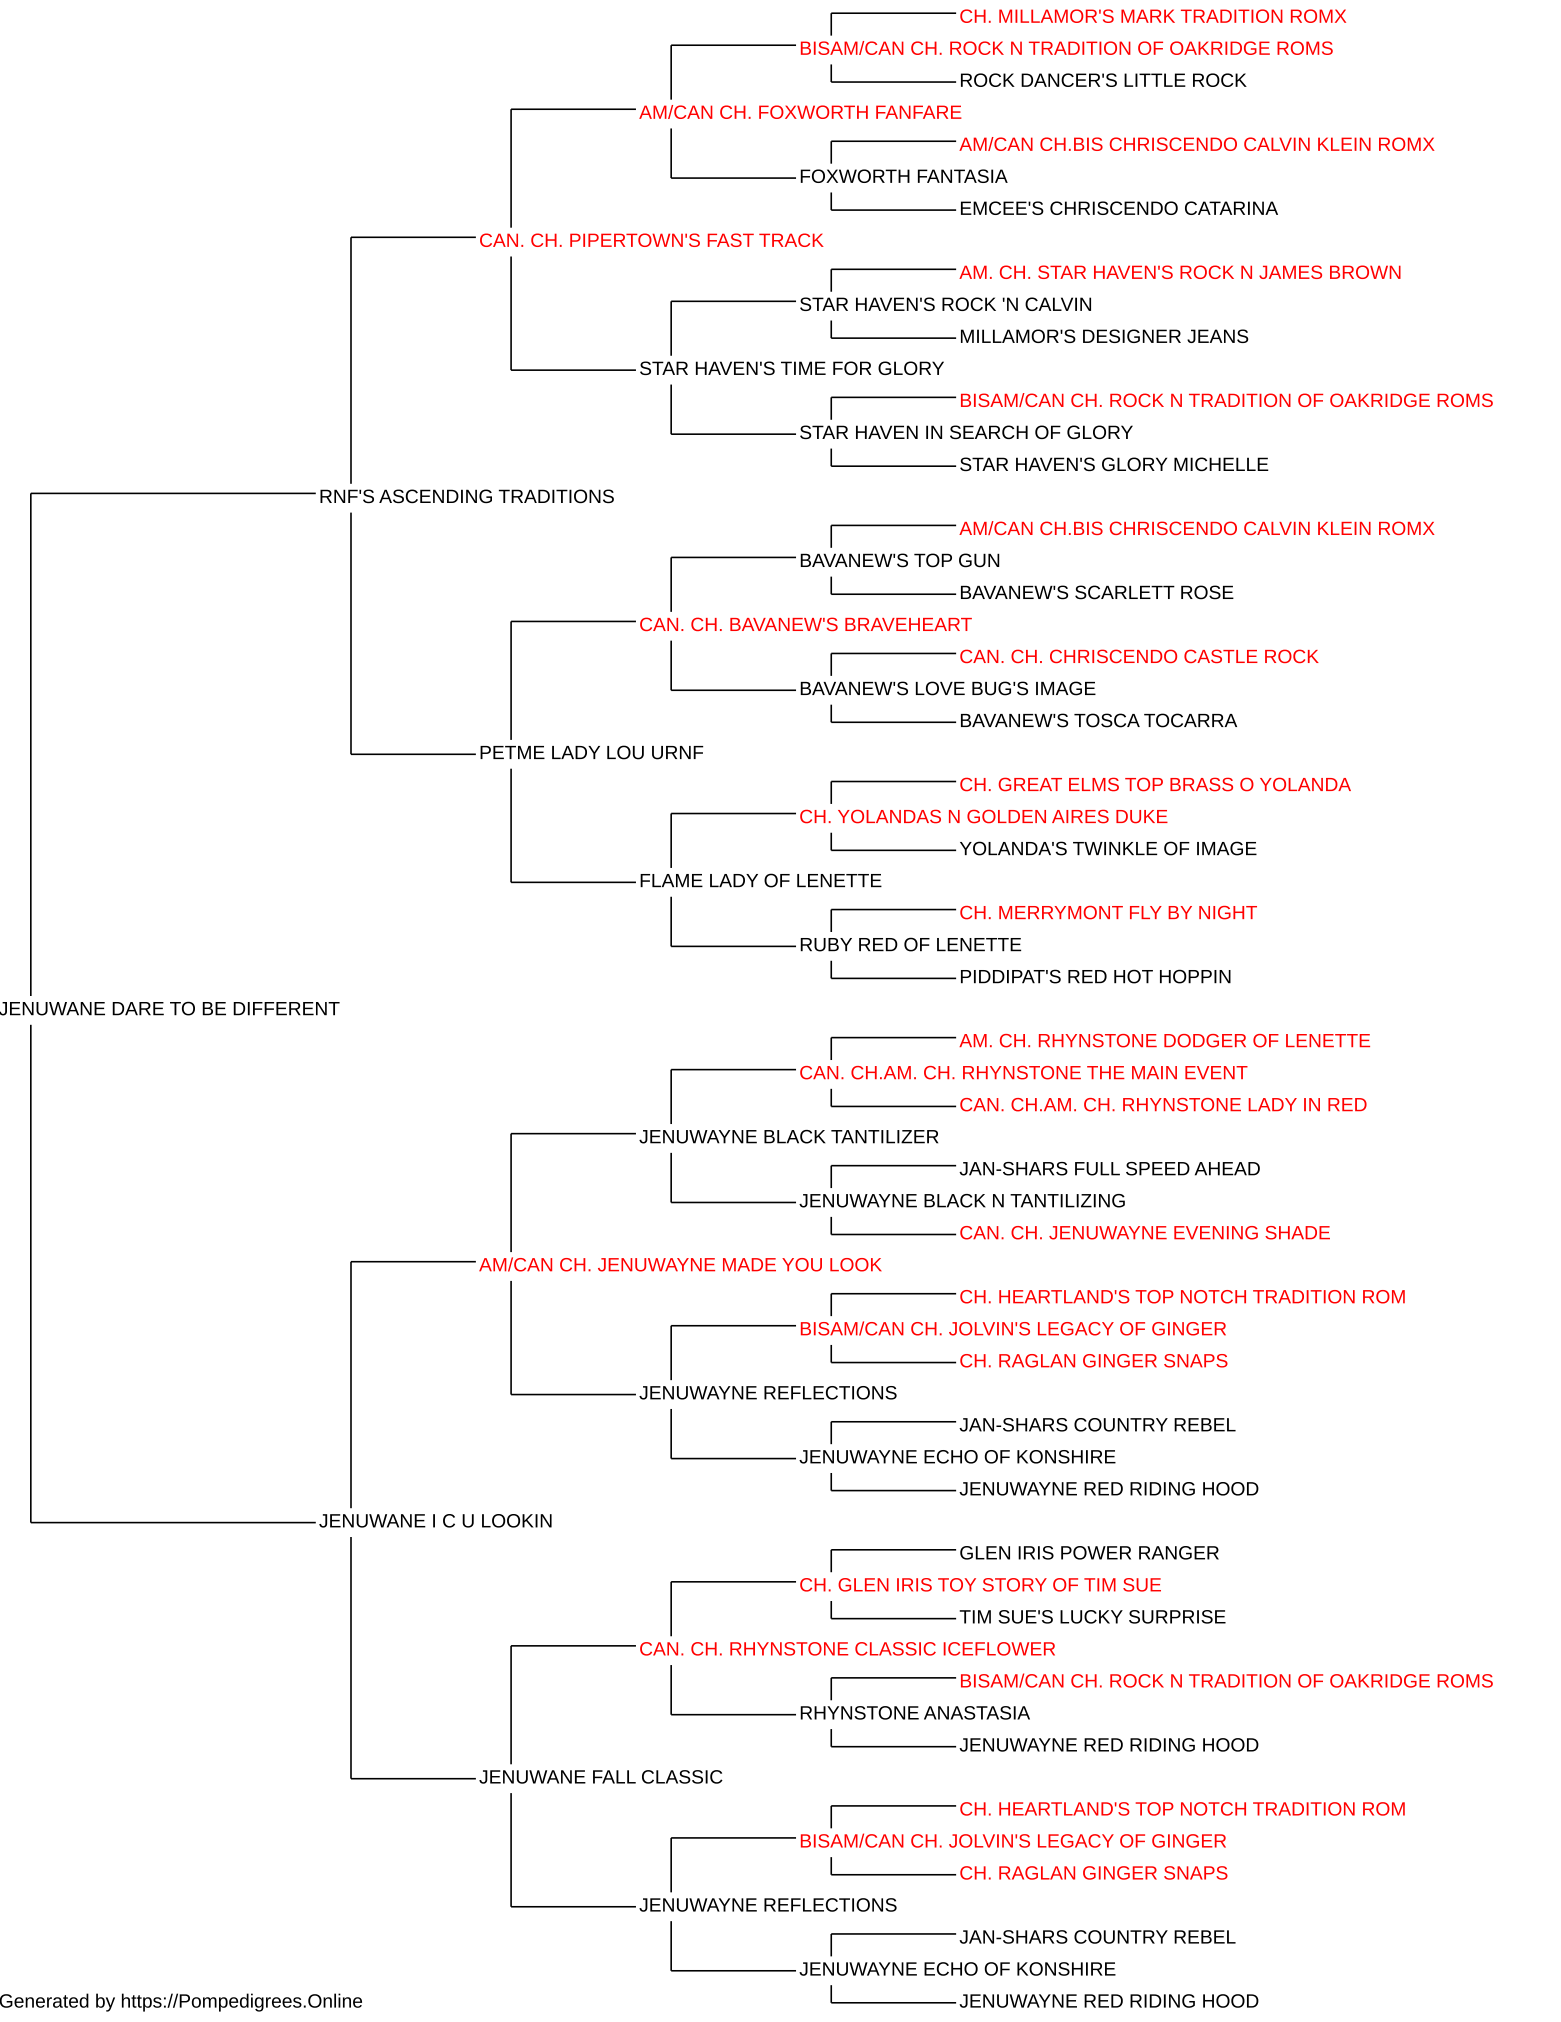 CH. MILLAMOR'S MARK TRADITION ROMX
BISAM/CAN CH. ROCK N TRADITION OF OAKRIDGE ROMS
ROCK DANCER'S LITTLE ROCK
AM/CAN CH. FOXWORTH FANFARE
AM/CAN CH.BIS CHRISCENDO CALVIN KLEIN ROMX
FOXWORTH FANTASIA
EMCEE'S CHRISCENDO CATARINA
CAN. CH. PIPERTOWN'S FAST TRACK
AM. CH. STAR HAVEN'S ROCK N JAMES BROWN
STAR HAVEN'S ROCK 'N CALVIN
MILLAMOR'S DESIGNER JEANS
STAR HAVEN'S TIME FOR GLORY
BISAM/CAN CH. ROCK N TRADITION OF OAKRIDGE ROMS
STAR HAVEN IN SEARCH OF GLORY
STAR HAVEN'S GLORY MICHELLE
RNF'S ASCENDING TRADITIONS
AM/CAN CH.BIS CHRISCENDO CALVIN KLEIN ROMX
BAVANEW'S TOP GUN
BAVANEW'S SCARLETT ROSE
CAN. CH. BAVANEW'S BRAVEHEART
CAN. CH. CHRISCENDO CASTLE ROCK
BAVANEW'S LOVE BUG'S IMAGE
BAVANEW'S TOSCA TOCARRA
PETME LADY LOU URNF
CH. GREAT ELMS TOP BRASS O YOLANDA
CH. YOLANDAS N GOLDEN AIRES DUKE
YOLANDA'S TWINKLE OF IMAGE
FLAME LADY OF LENETTE
CH. MERRYMONT FLY BY NIGHT
RUBY RED OF LENETTE
PIDDIPAT'S RED HOT HOPPIN
JENUWANE DARE TO BE DIFFERENT
AM. CH. RHYNSTONE DODGER OF LENETTE
CAN. CH.AM. CH. RHYNSTONE THE MAIN EVENT
CAN. CH.AM. CH. RHYNSTONE LADY IN RED
JENUWAYNE BLACK TANTILIZER
JAN-SHARS FULL SPEED AHEAD
JENUWAYNE BLACK N TANTILIZING
CAN. CH. JENUWAYNE EVENING SHADE
AM/CAN CH. JENUWAYNE MADE YOU LOOK
CH. HEARTLAND'S TOP NOTCH TRADITION ROM
BISAM/CAN CH. JOLVIN'S LEGACY OF GINGER
CH. RAGLAN GINGER SNAPS
JENUWAYNE REFLECTIONS
JAN-SHARS COUNTRY REBEL
JENUWAYNE ECHO OF KONSHIRE
JENUWAYNE RED RIDING HOOD
JENUWANE I C U LOOKIN
GLEN IRIS POWER RANGER
CH. GLEN IRIS TOY STORY OF TIM SUE
TIM SUE'S LUCKY SURPRISE
CAN. CH. RHYNSTONE CLASSIC ICEFLOWER
BISAM/CAN CH. ROCK N TRADITION OF OAKRIDGE ROMS
RHYNSTONE ANASTASIA
JENUWAYNE RED RIDING HOOD
JENUWANE FALL CLASSIC
CH. HEARTLAND'S TOP NOTCH TRADITION ROM
BISAM/CAN CH. JOLVIN'S LEGACY OF GINGER
CH. RAGLAN GINGER SNAPS
JENUWAYNE REFLECTIONS
JAN-SHARS COUNTRY REBEL
JENUWAYNE ECHO OF KONSHIRE
JENUWAYNE RED RIDING HOOD
Generated by https://Pompedigrees.Online